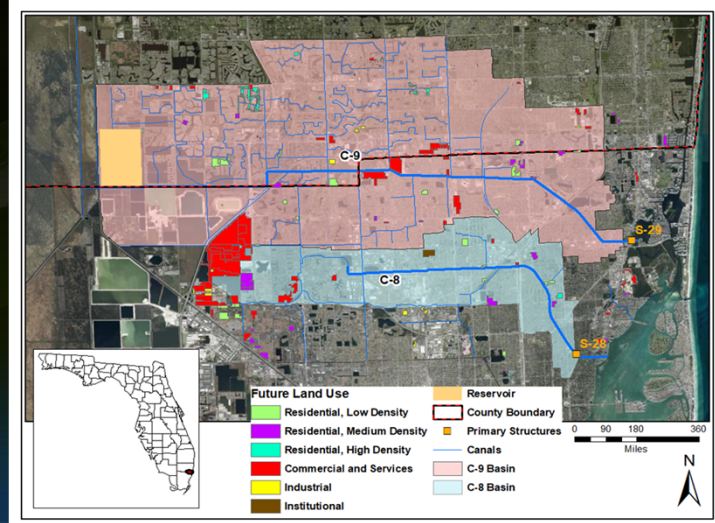 C-9
S-29
C-8
S-28
Future Land Use
Residential, Low Density
Residential, Medium Density
Residential, High Density
Commercial and Services
Industrial
Institutional
Reservoir
County Boundary
Primary Structures
Canals
C-9 Basin
C-8 Basin
0 90 180 360
Miles
N